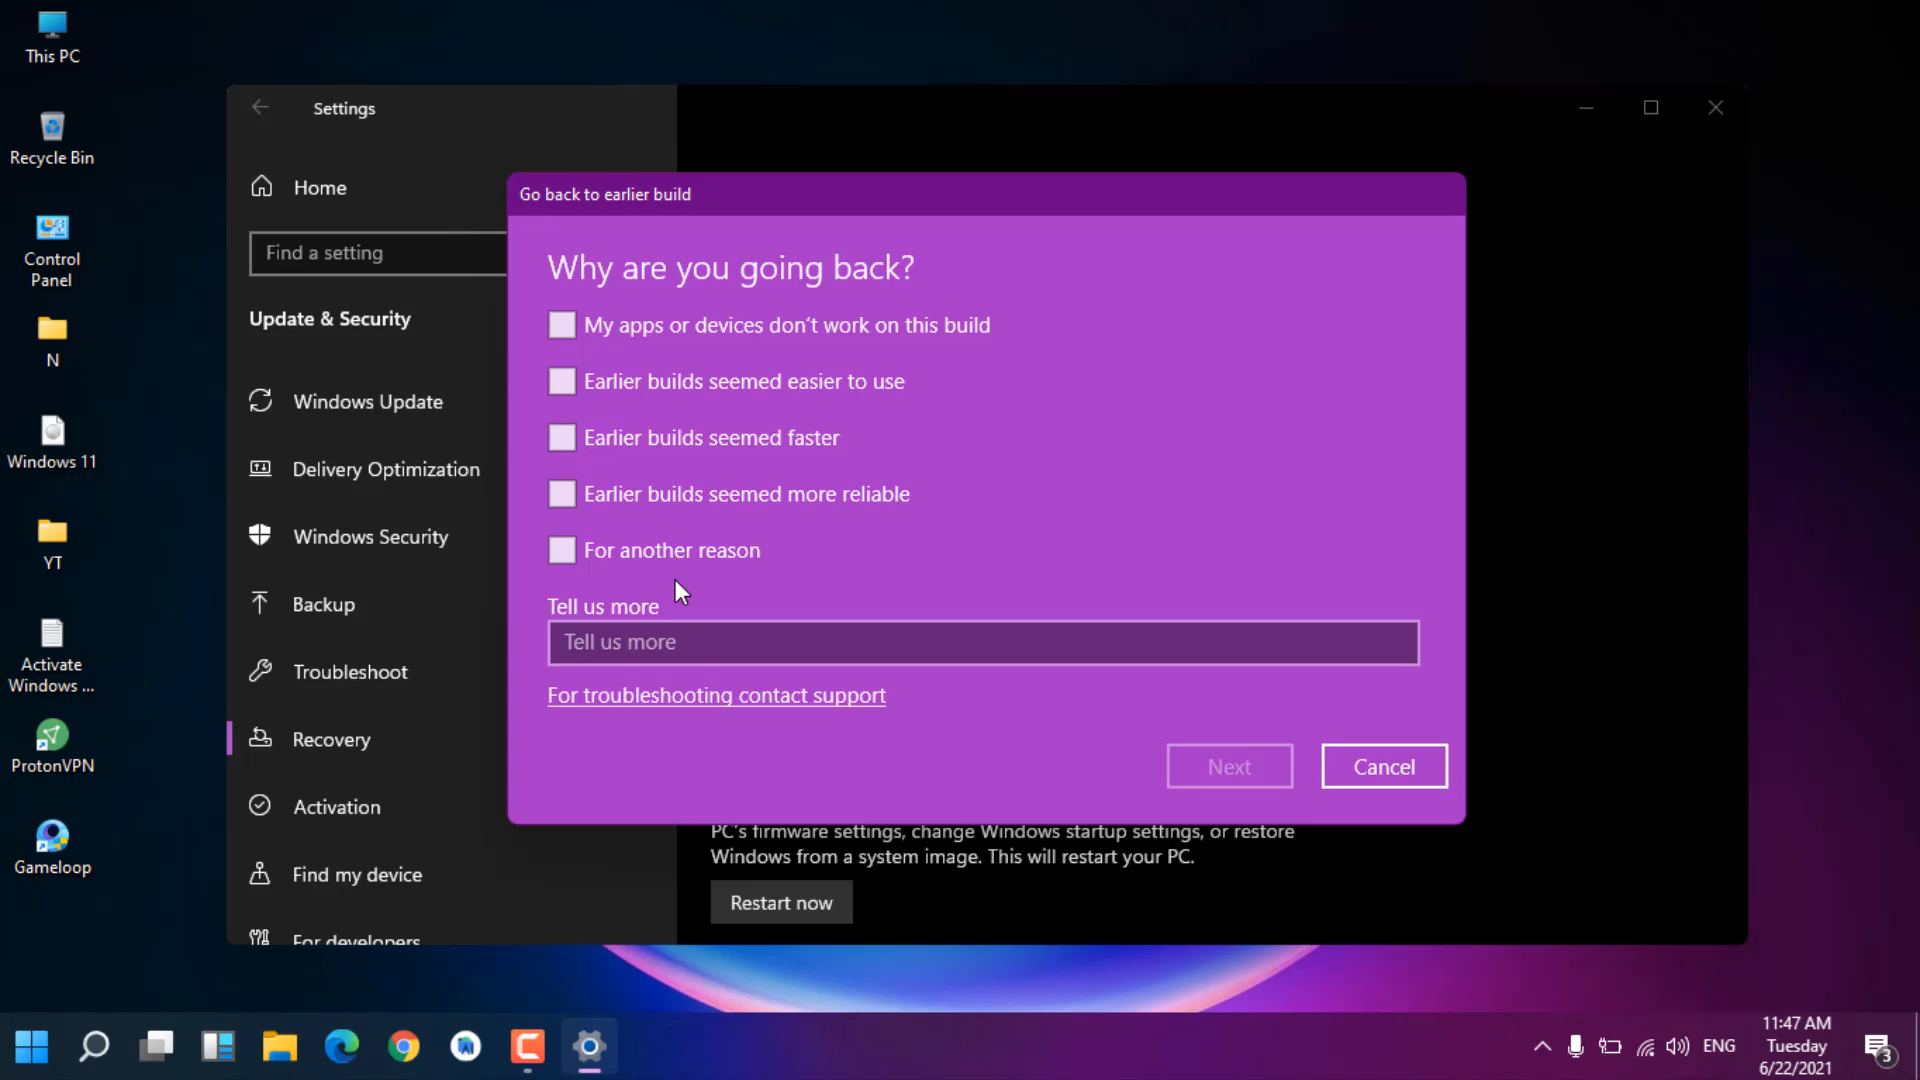 This PC
Recycle Bin
Control
Panel
N
Windows 11
YT
Activate
Windows ...
ProtonVPN
Gameloop
Settings
Home
Find a setting
Update & Security
Windows Update
Delivery Optimization
Windows Security
Backup
Troubleshoot
Recovery
Activation
Find my device
For developers
Go back to earlier build
Why are you going back?
My apps or devices don't work on this build
Earlier builds seemed easier to use
Earlier builds seemed faster
Earlier builds seemed more reliable
For another reason
Tell us more
Tell us more
For troubleshooting contact support
Next
Cancel
PC's firmware settings, change Windows startup settings, or restore
Windows from a system image. This will restart your PC.
Restart now
ENG
11:47 AM
Tuesday
6/22/2021
3